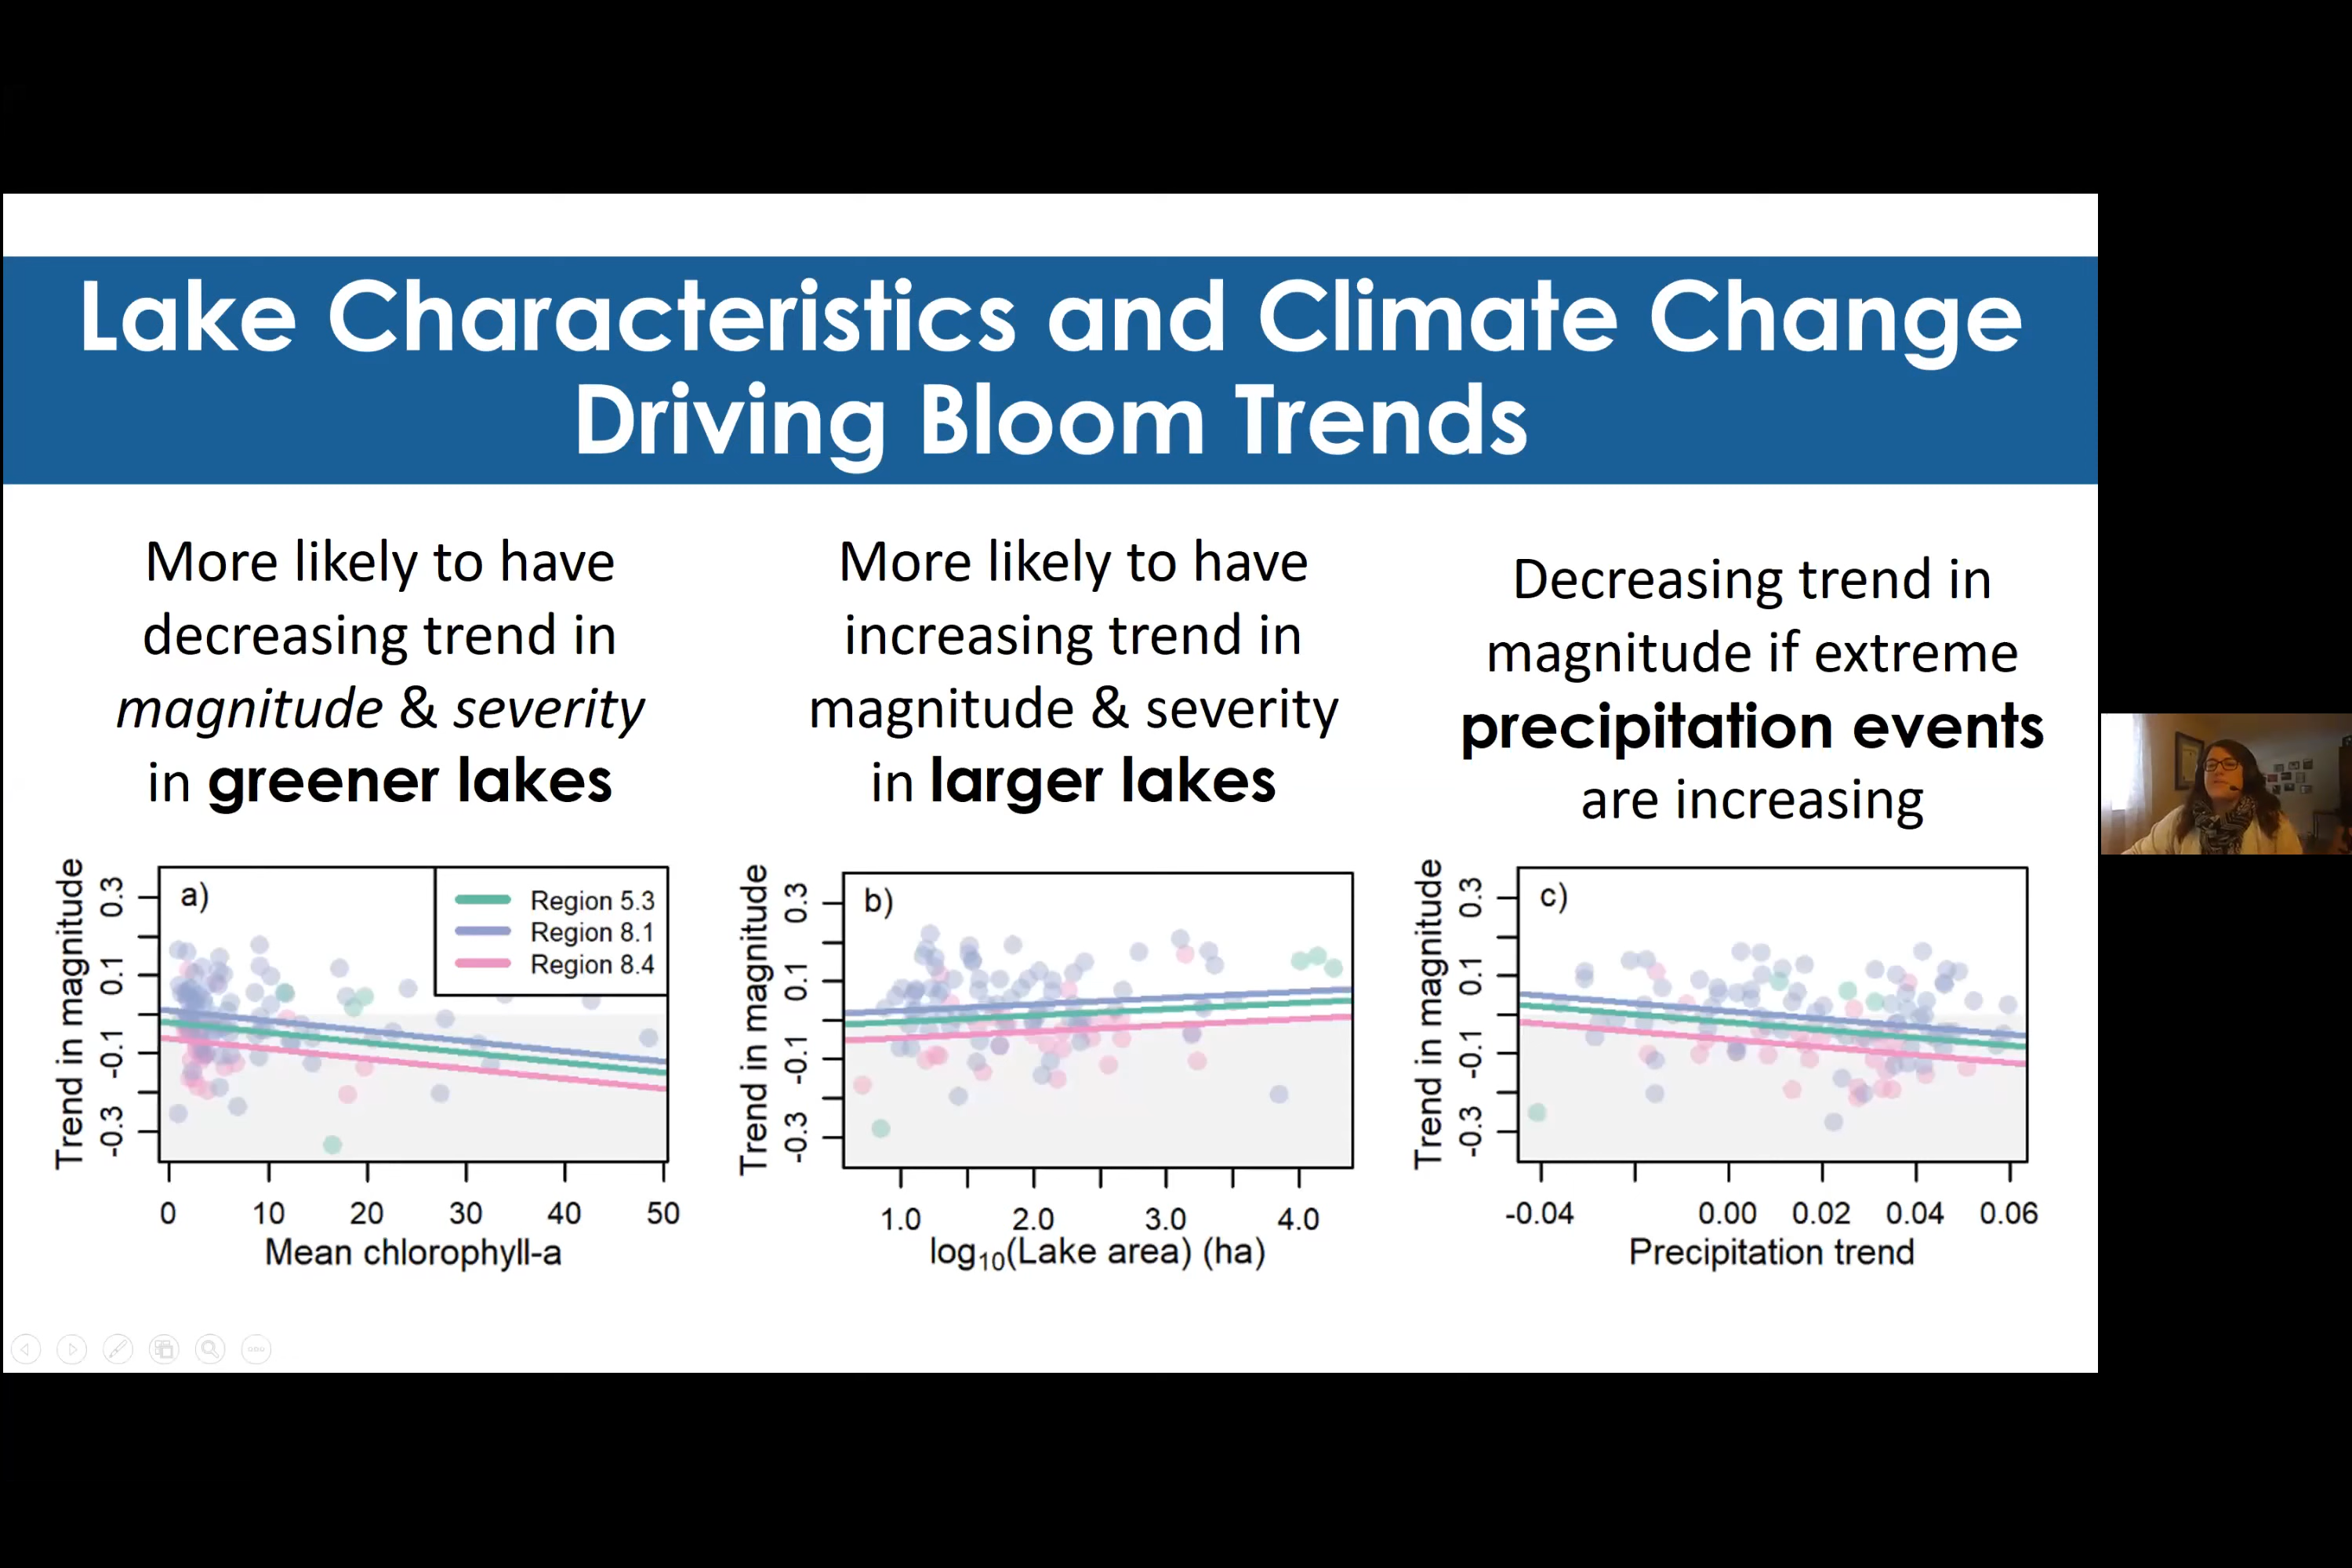 Lake Characteristics and Climate Change
Driving Bloom Trends
More likely to have
decreasing trend in
magnitude & severity
in greener lakes
More likely to have
increasing trend in
magnitude & severity
in larger lakes
Decreasing trend in
magnitude if extreme
precipitation events
are increasing
Trend in magnitude
0.3
0.1
-0.1
-0.3
a)
Region 5.3
Region 8.1
Region 8.4
0 10 20 30 40 50
Mean chlorophyll-a
Trend in magnitude
0.3
0.1
-0.1
-0.3
b)
1.0 2.0 3.0 4.0
log₁₀(Lake area) (ha)
Trend in magnitude
0.3
0.1
-0.1
-0.3
c)
-0.04 0.00 0.02 0.04 0.06
Precipitation trend